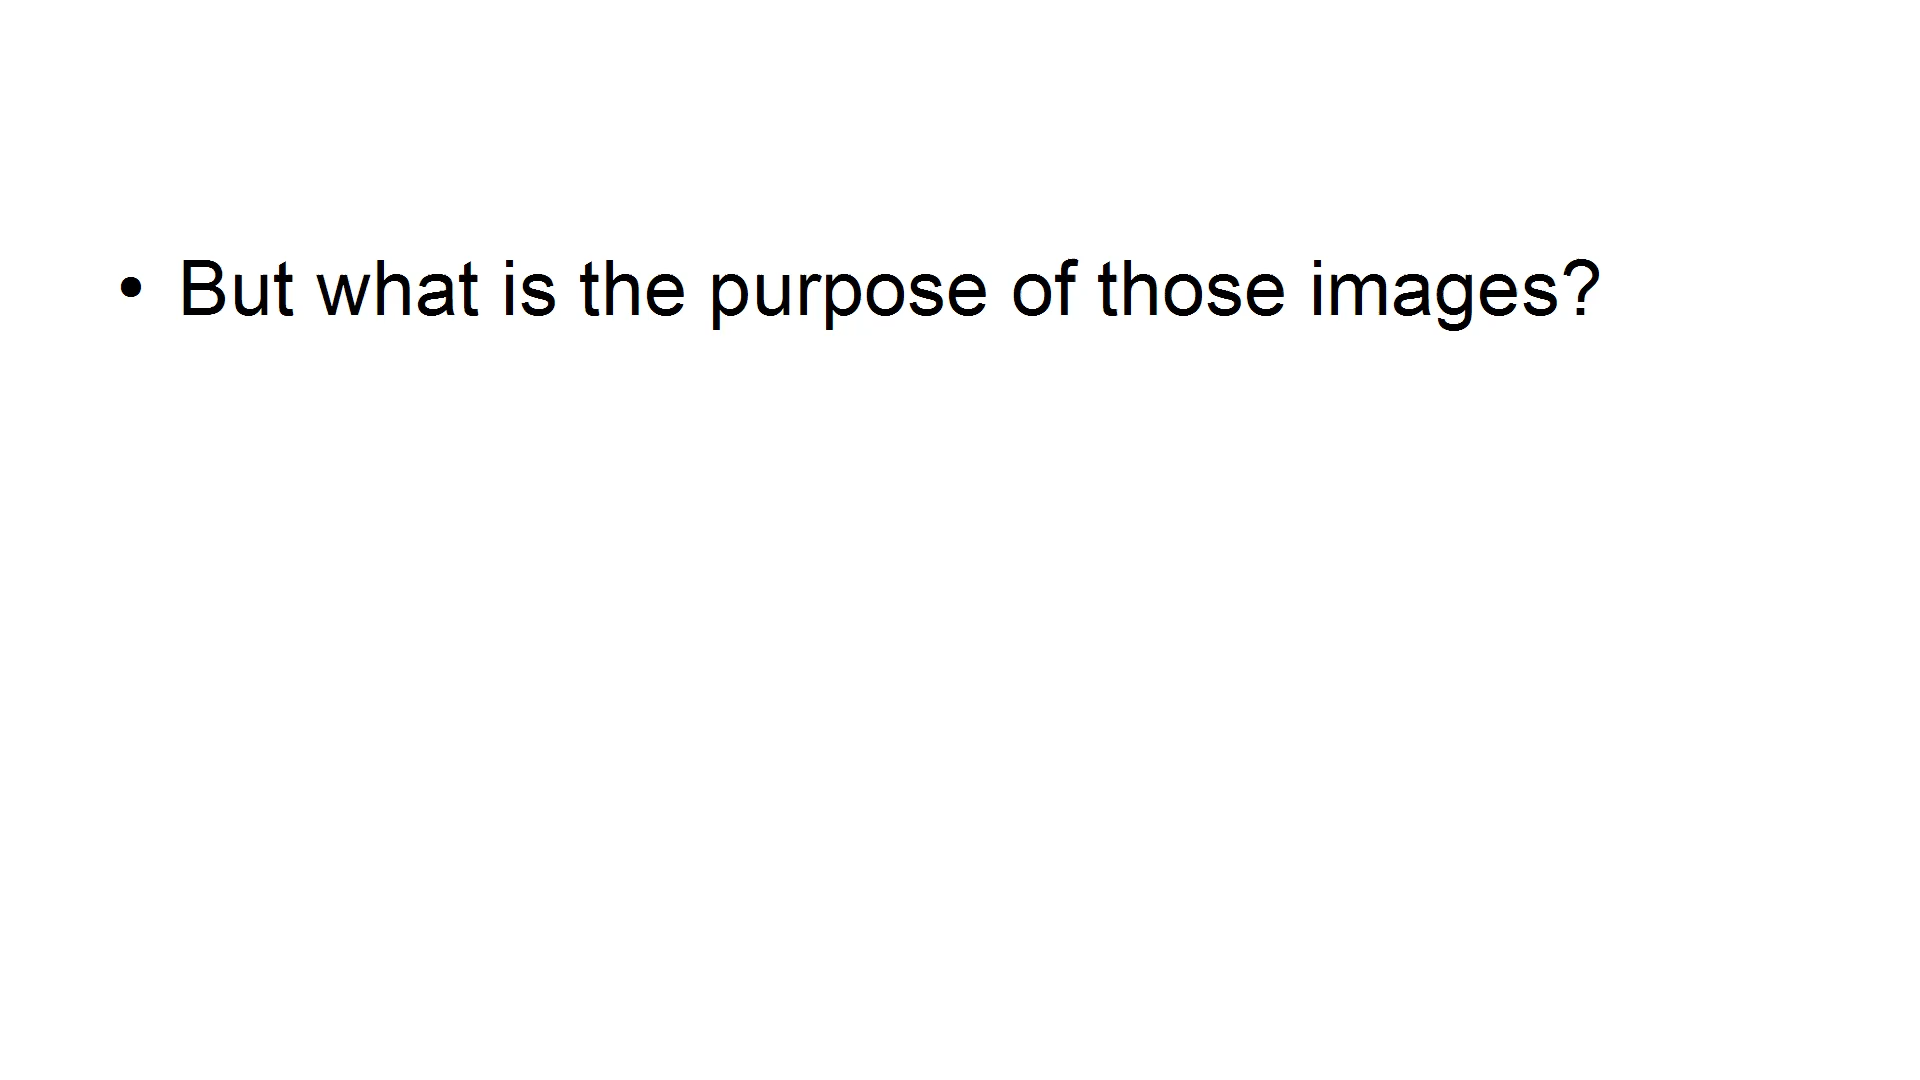 • But what is the purpose of those images?